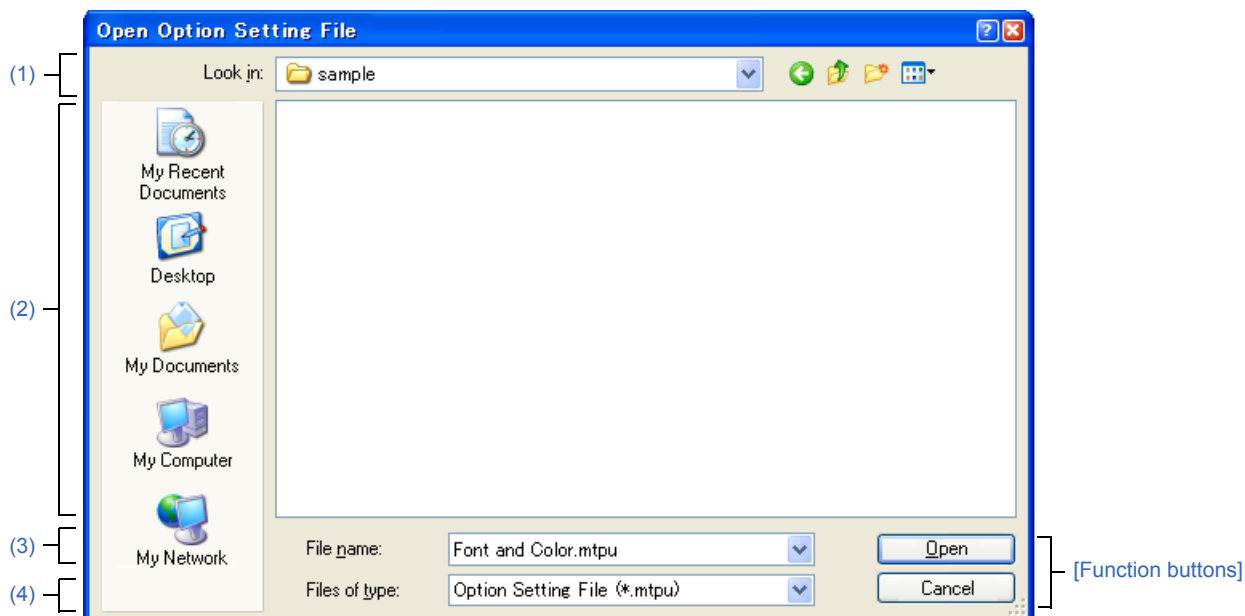 Open Option Setting File
(1)
Look in:
sample
(2)
My Recent
Documents
Desktop
My Documents
My Computer
My Network
(3)
File name:
Font and Color.mtpu
Open
(4)
Files of type:
Option Setting File (*.mtpu)
Cancel
[Function buttons]